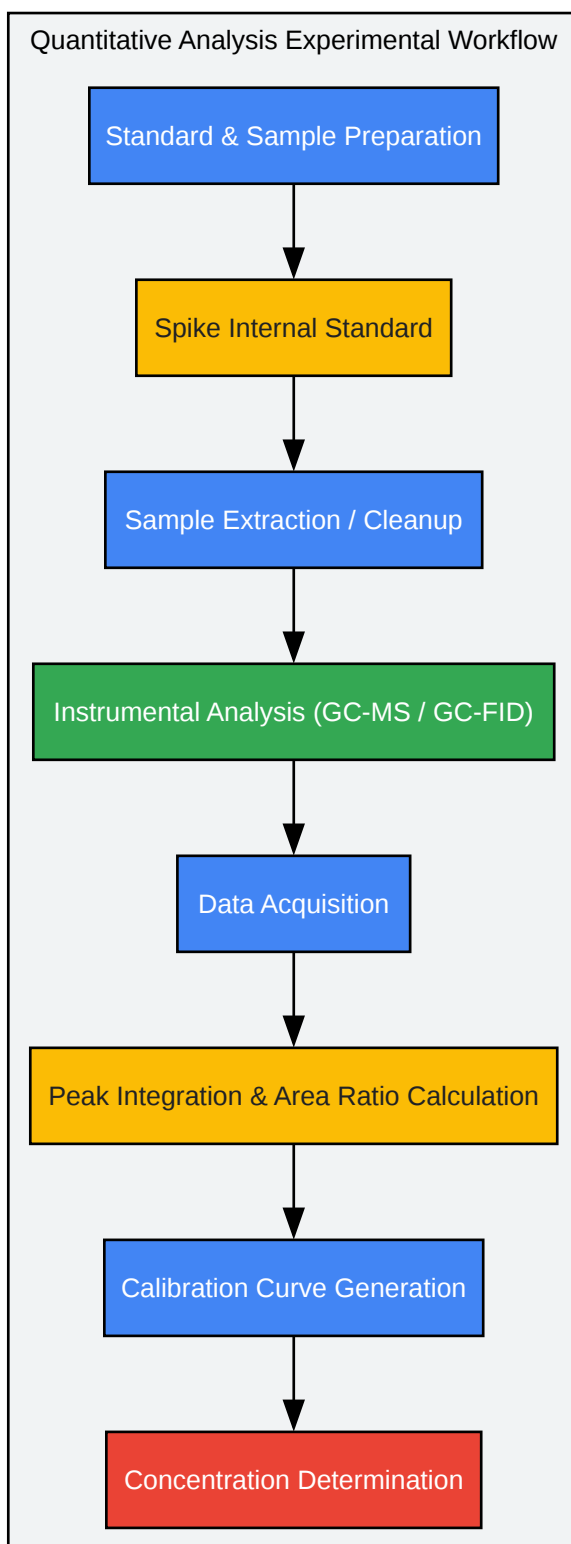 Quantitative Analysis Experimental Workflow
Standard & Sample Preparation
Spike Internal Standard
Sample Extraction / Cleanup
Instrumental Analysis (GC-MS / GC-FID)
Data Acquisition
Peak Integration & Area Ratio Calculation
Calibration Curve Generation
Concentration Determination